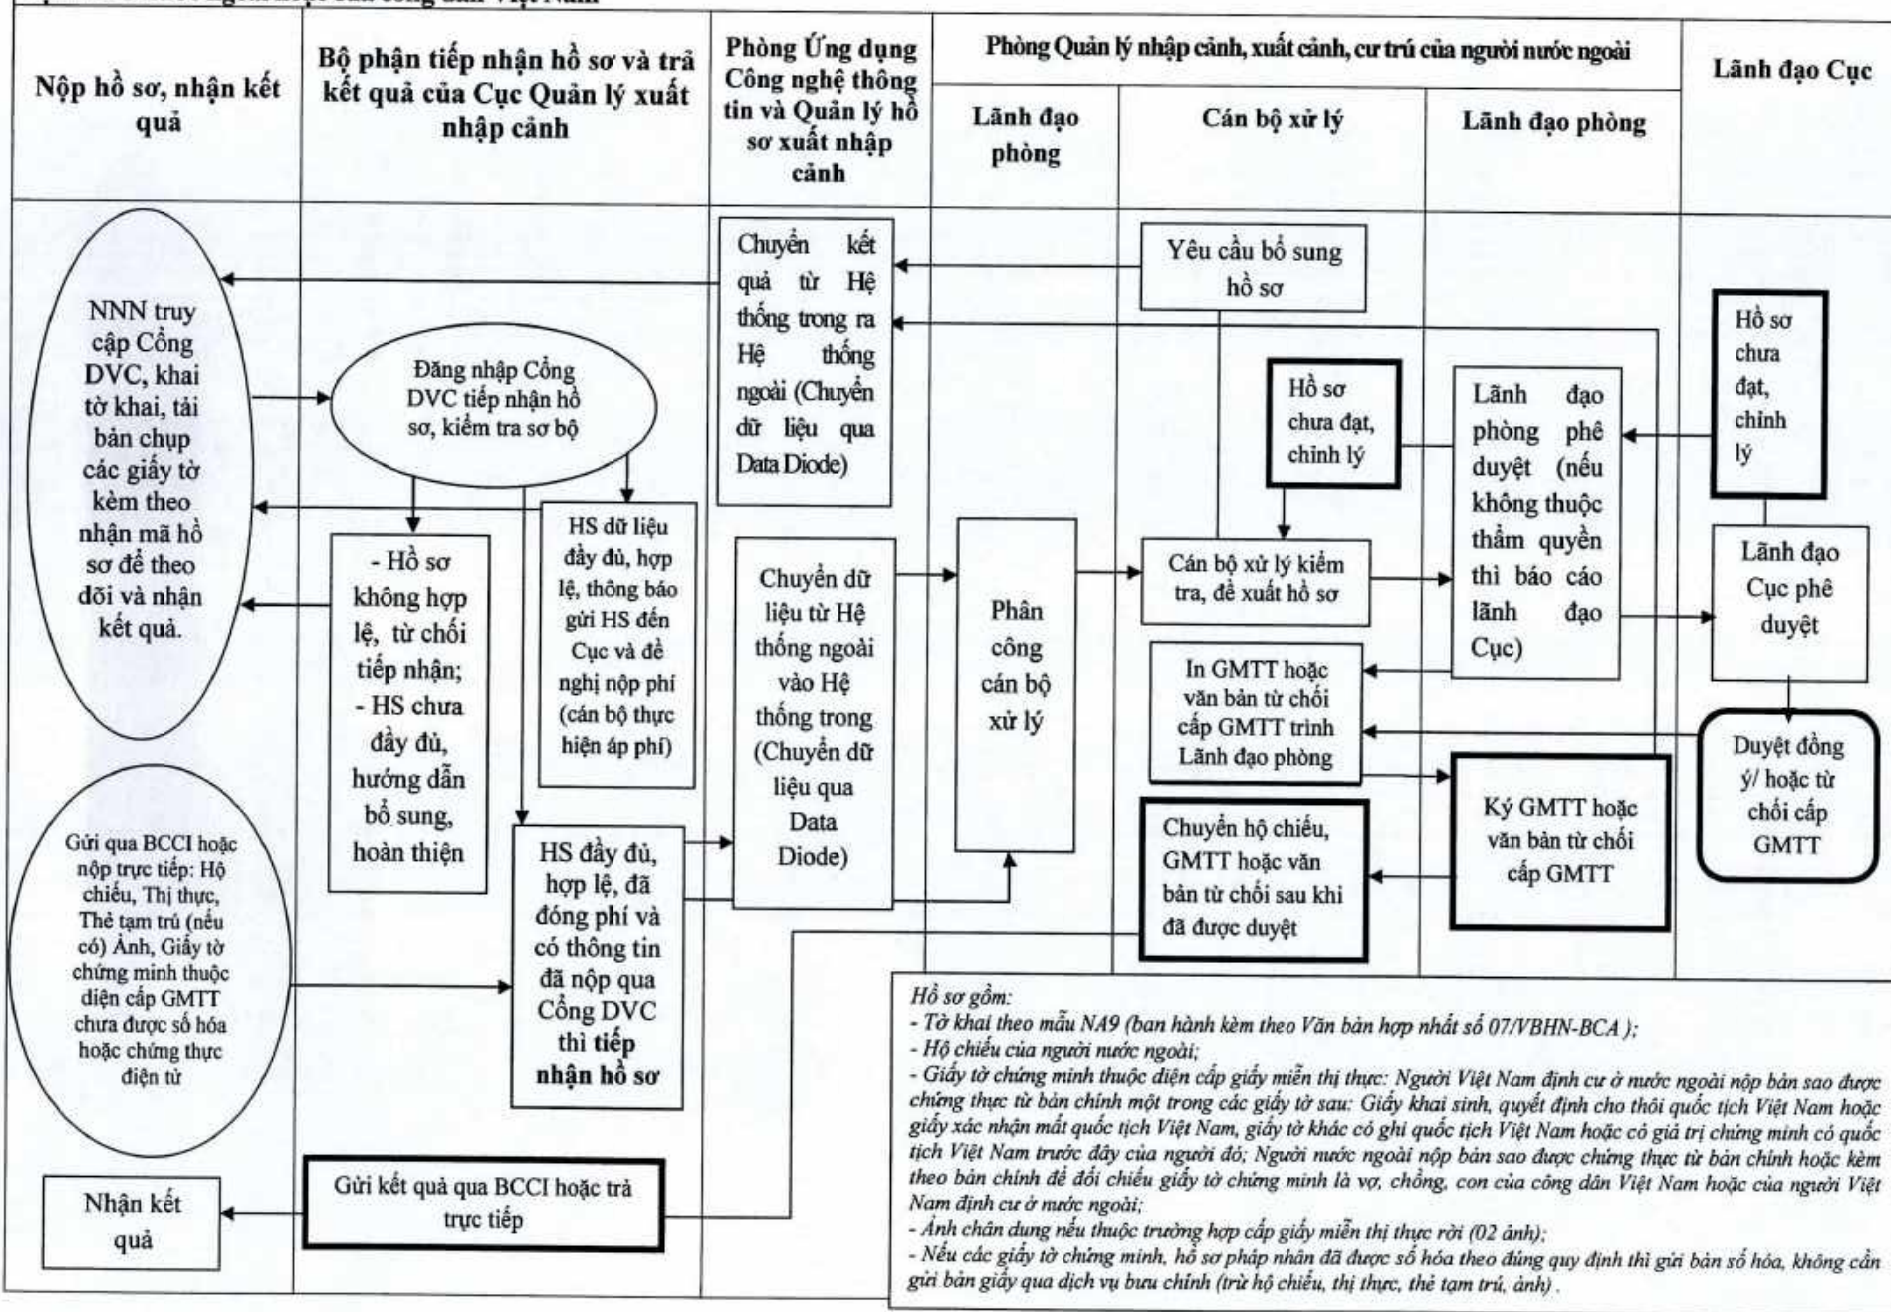 Nộp hồ sơ, nhận kết
quả
Bộ phận tiếp nhận hồ sơ và trả
kết quả của Cục Quản lý xuất
nhập cảnh
Phòng Ứng dụng
Công nghệ thông
tin và Quản lý hồ
sơ xuất nhập
cảnh
Phòng Quản lý nhập cảnh, xuất cảnh, cư trú của người nước ngoài
Lãnh đạo
phòng
Cán bộ xử lý
Lãnh đạo phòng
Lãnh đạo Cục
NNN truy
cập Cổng
DVC, khai
tờ khai, tải
bản chụp
các giấy tờ
kèm theo
nhận mã hồ
sơ để theo
dõi và nhận
kết quả.
Đăng nhập Cổng
DVC tiếp nhận hồ
sơ, kiểm tra sơ bộ
- Hồ sơ
không hợp
lệ, từ chối
tiếp nhận;
- HS chưa
đầy đủ,
hướng dẫn
bổ sung,
hoàn thiện
HS dữ liệu
đầy đủ, hợp
lệ, thông báo
gửi HS đến
Cục và đề
nghị nộp phí
(cán bộ thực
hiện áp phí)
Chuyển kết
quả từ Hệ
thống trong ra
Hệ thống
ngoài (Chuyển
dữ liệu qua
Data Diode)
Chuyển dữ
liệu từ Hệ
thống ngoài
vào Hệ
thống trong
(Chuyển dữ
liệu qua
Data
Diode)
Phân
công
cán bộ
xử lý
Yêu cầu bổ sung
hồ sơ
Hồ sơ
chưa đạt,
chỉnh lý
Cán bộ xử lý kiểm
tra, đề xuất hồ sơ
In GMTT hoặc
văn bản từ chối
cấp GMTT trình
Lãnh đạo phòng
Chuyển hộ chiếu,
GMTT hoặc văn
bản từ chối sau khi
đã được duyệt
Lãnh đạo
phòng phê
duyệt (nếu
không thuộc
thẩm quyền
thì báo cáo
lãnh đạo
Cục)
Ký GMTT hoặc
văn bản từ chối
cấp GMTT
Hồ sơ
chưa
đạt,
chỉnh
lý
Lãnh đạo
Cục phê
duyệt
Duyệt đồng
ý/ hoặc từ
chối cấp
GMTT
Gửi qua BCCI hoặc
nộp trực tiếp: Hộ
chiếu, Thị thực,
Thẻ tạm trú (nếu
có) Ảnh, Giấy tờ
chứng minh thuộc
diện cấp GMTT
chưa được số hóa
hoặc chứng thực
điện tử
HS đầy đủ,
hợp lệ, đã
đóng phí và
có thông tin
đã nộp qua
Cổng DVC
thì tiếp
nhận hồ sơ
Nhận kết
quả
Gửi kết quả qua BCCI hoặc trả
trực tiếp
Hồ sơ gồm:
- Tờ khai theo mẫu NA9 (ban hành kèm theo Văn bản hợp nhất số 07/VBHN-BCA );
- Hộ chiếu của người nước ngoài;
- Giấy tờ chứng minh thuộc diện cấp giấy miễn thị thực: Người Việt Nam định cư ở nước ngoài nộp bản sao được
chứng thực từ bản chính một trong các giấy tờ sau: Giấy khai sinh, quyết định cho thôi quốc tịch Việt Nam hoặc
giấy xác nhận mất quốc tịch Việt Nam, giấy tờ khác có ghi quốc tịch Việt Nam hoặc có giá trị chứng minh có quốc
tịch Việt Nam trước đây của người đó; Người nước ngoài nộp bản sao được chứng thực từ bản chính hoặc kèm
theo bản chính để đối chiếu giấy tờ chứng minh là vợ, chồng, con của công dân Việt Nam hoặc của người Việt
Nam định cư ở nước ngoài;
- Ảnh chân dung nếu thuộc trường hợp cấp giấy miễn thị thực rời (02 ảnh);
- Nếu các giấy tờ chứng minh, hồ sơ pháp nhân đã được số hóa theo đúng quy định thì gửi bản số hóa, không cần
gửi bản giấy qua dịch vụ bưu chính (trừ hộ chiếu, thị thực, thẻ tạm trú, ảnh) .